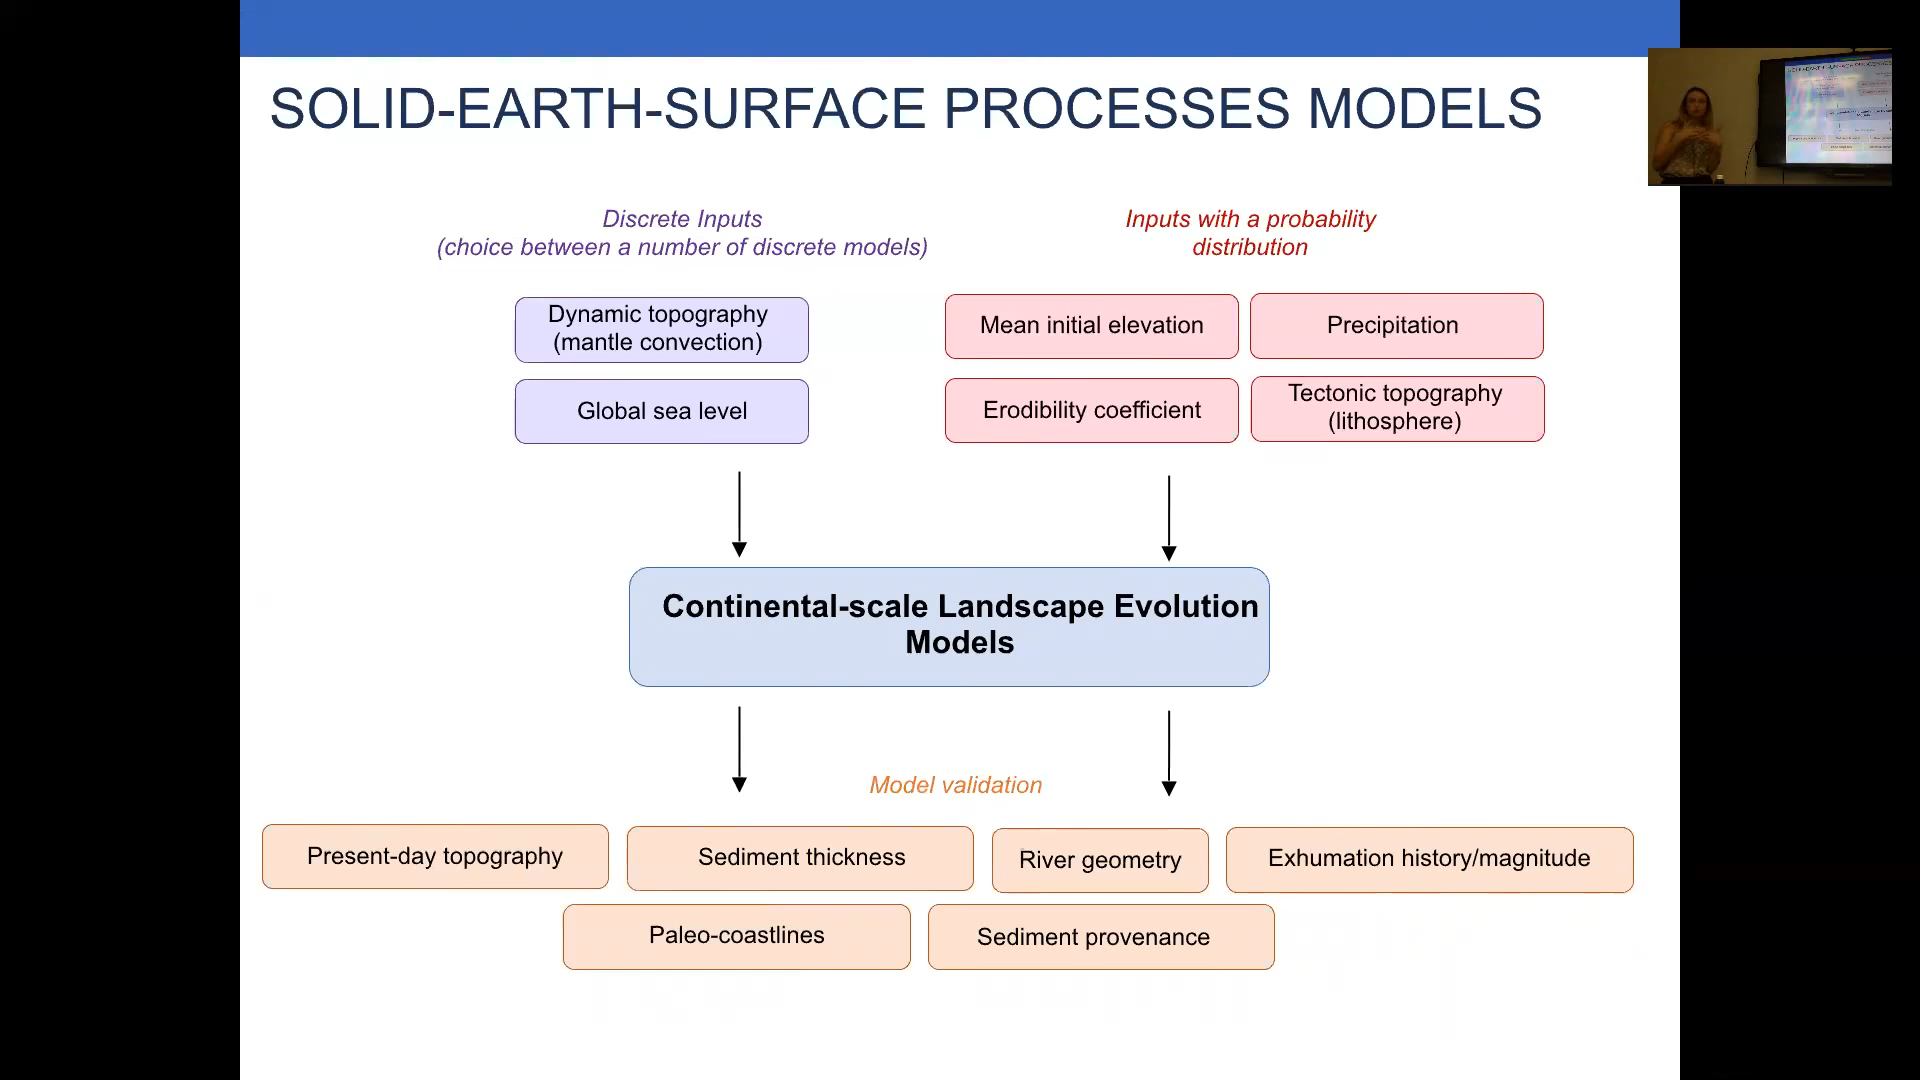 SOLID-EARTH-SURFACE PROCESSES MODELS
Discrete Inputs
(choice between a number of discrete models)
Inputs with a probability
distribution
Dynamic topography
(mantle convection)
Mean initial elevation
Precipitation
Global sea level
Erodibility coefficient
Tectonic topography
(lithosphere)
Continental-scale Landscape Evolution
Models
Model validation
Present-day topography
Sediment thickness
River geometry
Exhumation history/magnitude
Paleo-coastlines
Sediment provenance